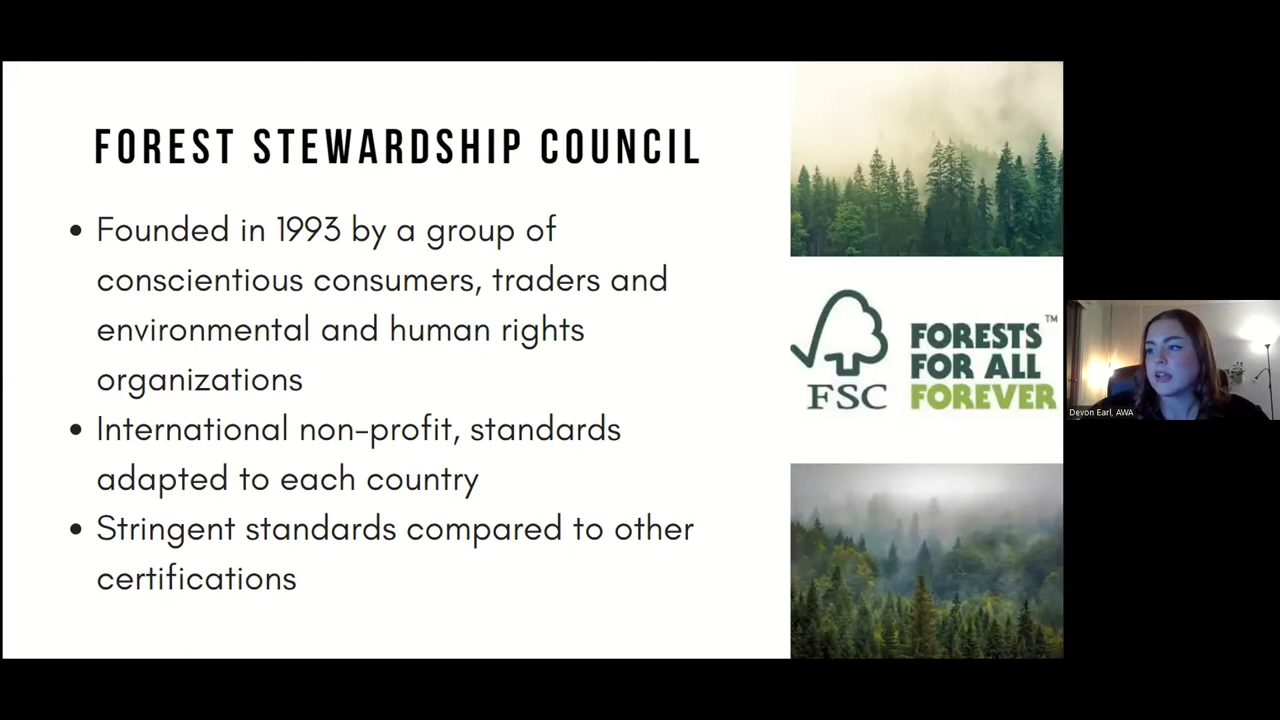 FOREST STEWARDSHIP COUNCIL
• Founded in 1993 by a group of
conscientious consumers, traders and
environmental and human rights
organizations
• International non-profit, standards
adapted to each country
• Stringent standards compared to other
certifications
FSC
FORESTS™
FOR ALL
FOREVER
Devon Earl, AWA